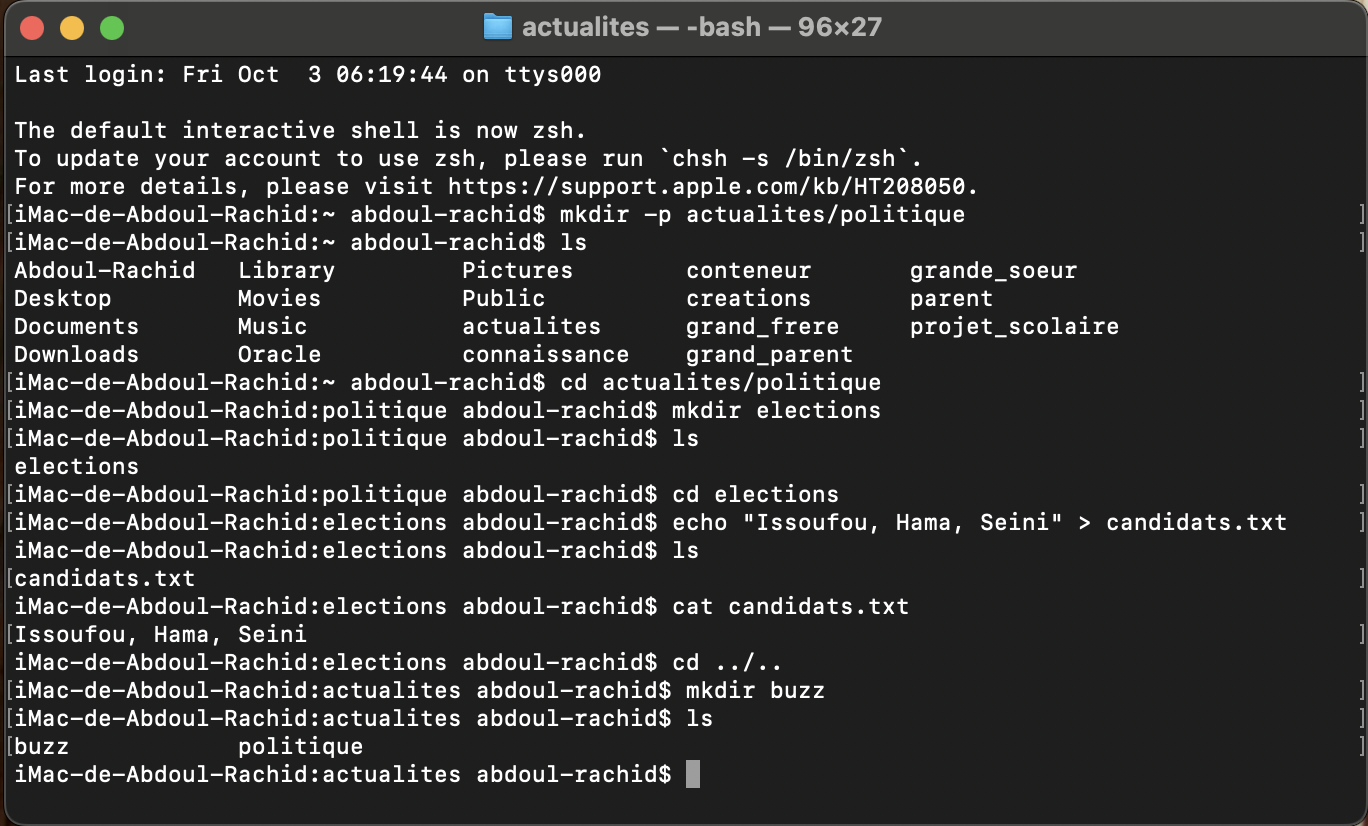 actualites — -bash — 96×27
Last login: Fri Oct  3 06:19:44 on ttys000
The default interactive shell is now zsh.
To update your account to use zsh, please run `chsh -s /bin/zsh`.
For more details, please visit https://support.apple.com/kb/HT208050.
[iMac-de-Abdoul-Rachid:~ abdoul-rachid$ mkdir -p actualites/politique ]
[iMac-de-Abdoul-Rachid:~ abdoul-rachid$ ls ]
Abdoul-Rachid   Library         Pictures        conteneur       grande_soeur
Desktop         Movies          Public          creations       parent
Documents       Music           actualites      grand_frere     projet_scolaire
Downloads       Oracle          connaissance    grand_parent
[iMac-de-Abdoul-Rachid:~ abdoul-rachid$ cd actualites/politique ]
[iMac-de-Abdoul-Rachid:politique abdoul-rachid$ mkdir elections ]
[iMac-de-Abdoul-Rachid:politique abdoul-rachid$ ls ]
elections
[iMac-de-Abdoul-Rachid:politique abdoul-rachid$ cd elections ]
[iMac-de-Abdoul-Rachid:elections abdoul-rachid$ echo "Issoufou, Hama, Seini" > candidats.txt ]
iMac-de-Abdoul-Rachid:elections abdoul-rachid$ ls
[candidats.txt ]
iMac-de-Abdoul-Rachid:elections abdoul-rachid$ cat candidats.txt
[Issoufou, Hama, Seini ]
iMac-de-Abdoul-Rachid:elections abdoul-rachid$ cd ../..
[iMac-de-Abdoul-Rachid:actualites abdoul-rachid$ mkdir buzz ]
[iMac-de-Abdoul-Rachid:actualites abdoul-rachid$ ls ]
[buzz            politique ]
iMac-de-Abdoul-Rachid:actualites abdoul-rachid$